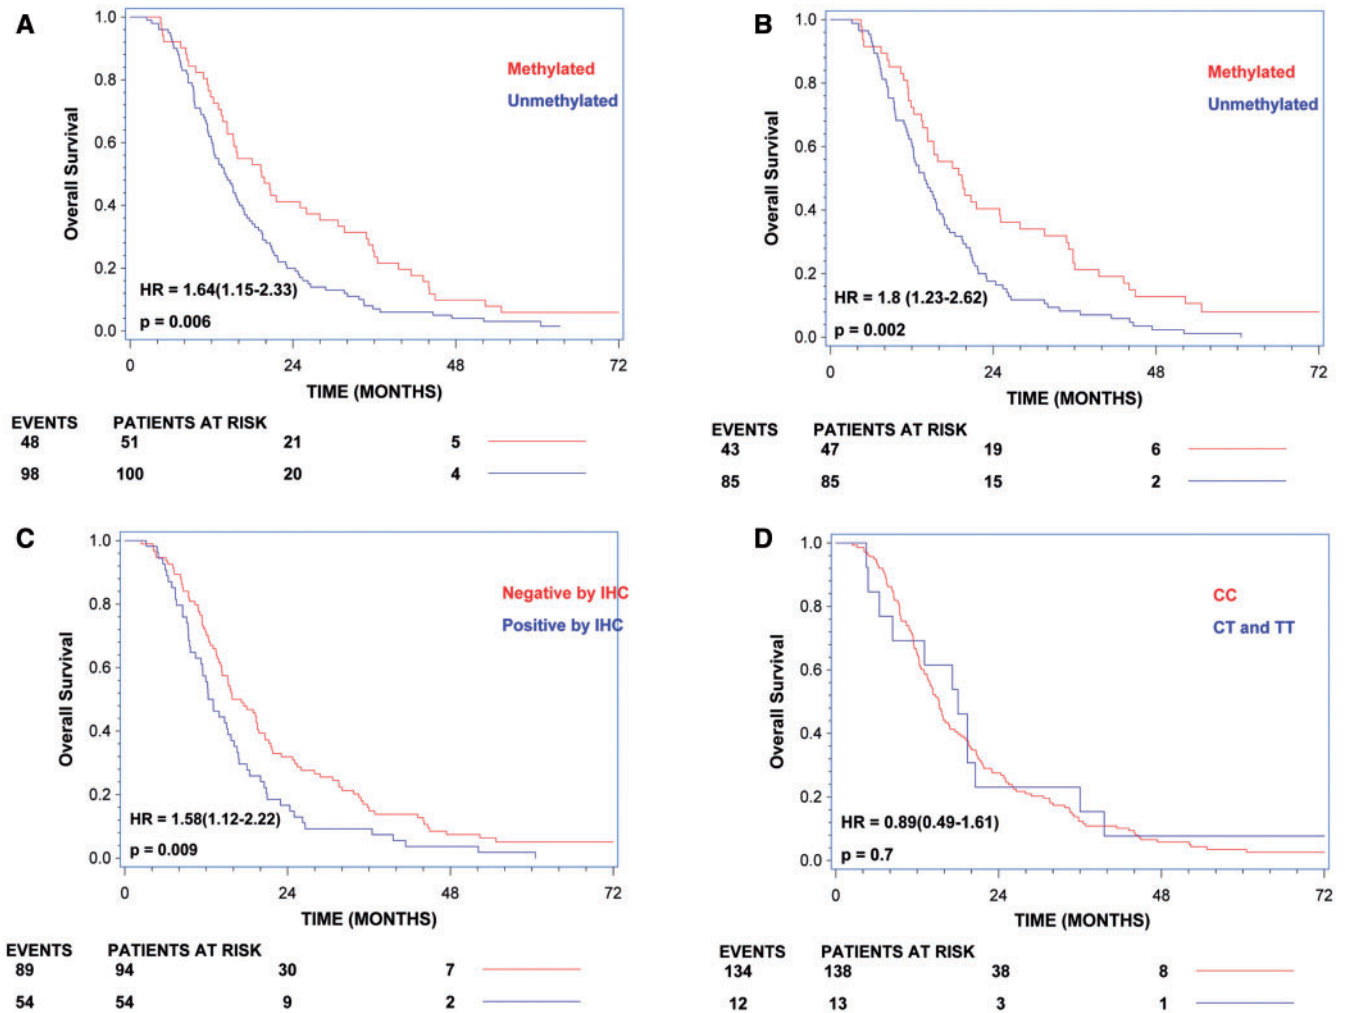 A
1.0
0.8
0.6
0.4
0.2
0.0
Overall Survival
Methylated
Unmethylated
HR = 1.64(1.15-2.33)
p = 0.006
0 24 48 72
TIME (MONTHS)
EVENTS PATIENTS AT RISK
48 51 21 5
98 100 20 4
B
1.0
0.8
0.6
0.4
0.2
0.0
Overall Survival
Methylated
Unmethylated
HR = 1.8 (1.23-2.62)
p = 0.002
0 24 48 72
TIME (MONTHS)
EVENTS PATIENTS AT RISK
43 47 19 6
85 85 15 2
C
1.0
0.8
0.6
0.4
0.2
0.0
Overall Survival
Negative by IHC
Positive by IHC
HR = 1.58(1.12-2.22)
p = 0.009
0 24 48 72
TIME (MONTHS)
EVENTS PATIENTS AT RISK
89 94 30 7
54 54 9 2
D
1.0
0.8
0.6
0.4
0.2
0.0
Overall Survival
CC
CT and TT
HR = 0.89(0.49-1.61)
p = 0.7
0 24 48 72
TIME (MONTHS)
EVENTS PATIENTS AT RISK
134 138 38 8
12 13 3 1